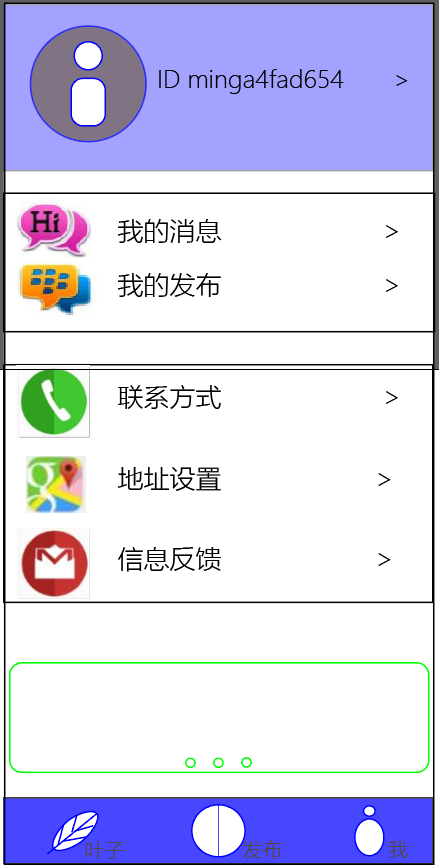 ID minga4fad654 >
Hi
我的消息 >
我的发布 >
联系方式 >
地址设置 >
g
信息反馈 >
叶子 发布 我